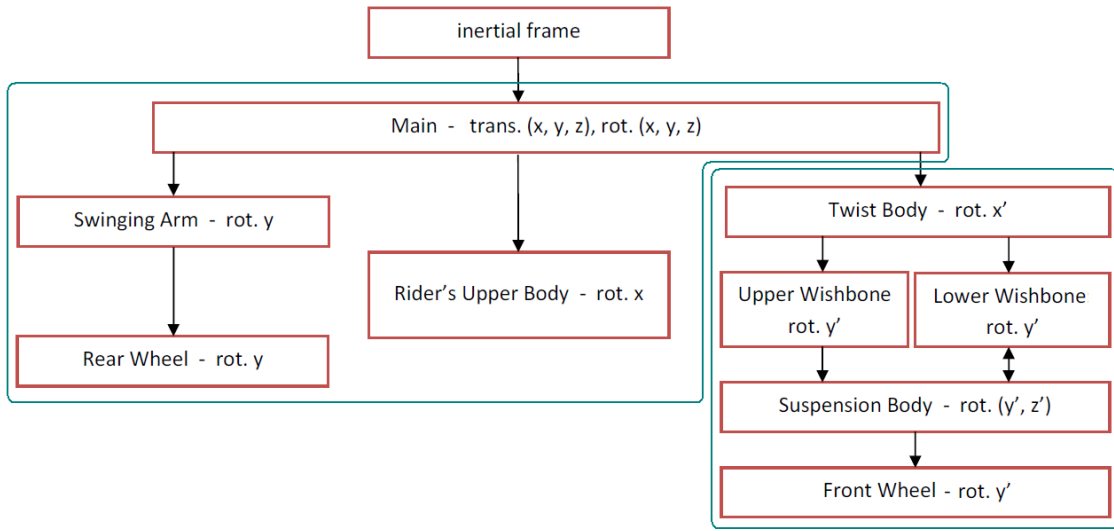 inertial frame
Main - trans. (x, y, z), rot. (x, y, z)
Swinging Arm - rot. y
Twist Body - rot. x’
Rider’s Upper Body - rot. x
Upper Wishbone
rot. y’
Lower Wishbone
rot. y’
Rear Wheel - rot. y
Suspension Body - rot. (y’, z’)
Front Wheel - rot. y’